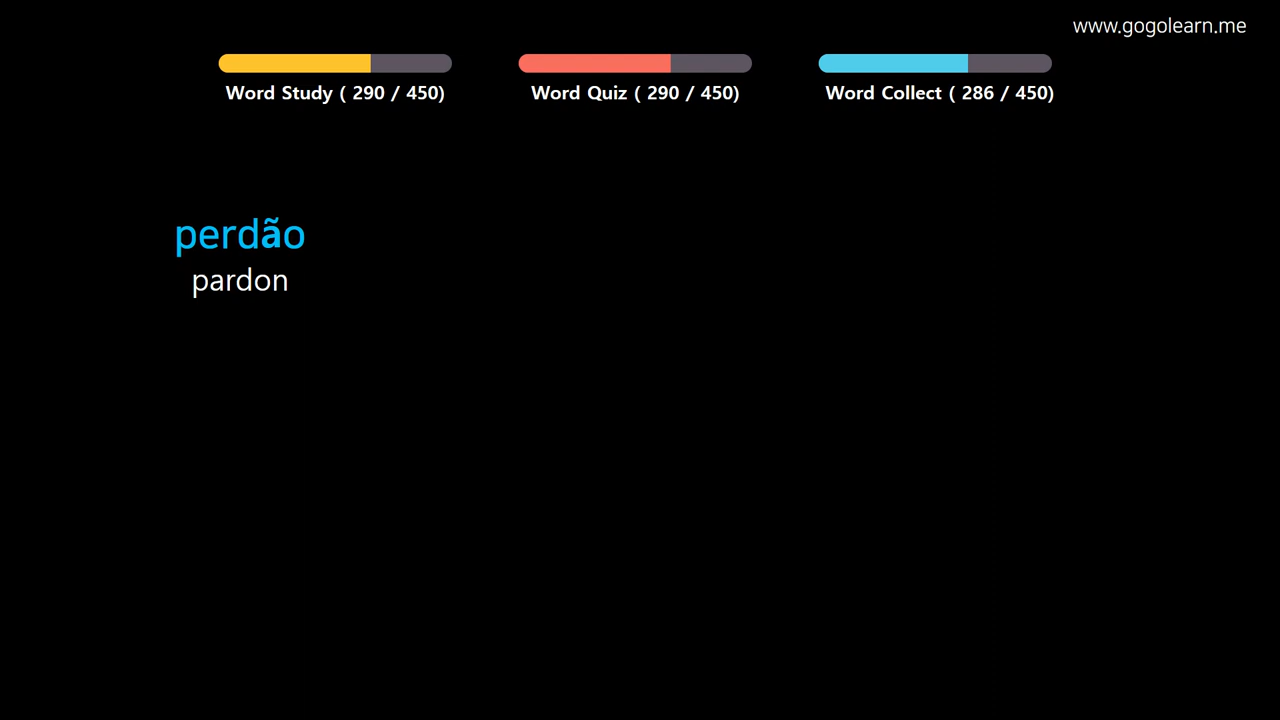 www.gogolearn.me
Word Study ( 290 / 450)
Word Quiz ( 290 / 450)
Word Collect ( 286 / 450)
perdão
pardon